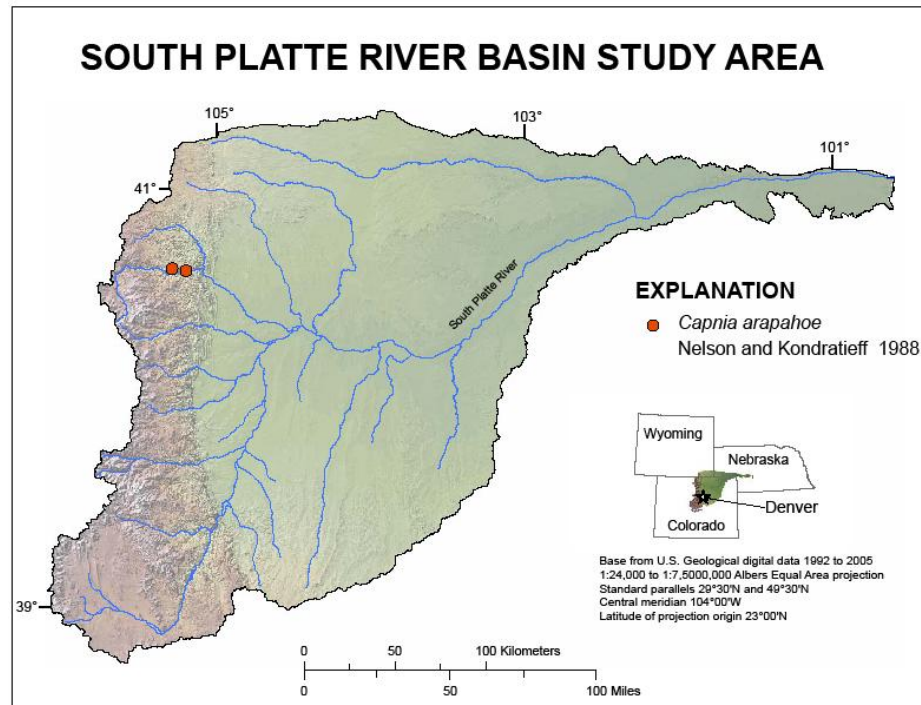 SOUTH PLATTE RIVER BASIN STUDY AREA
105°
103°
101°
41°
South Platte River
EXPLANATION
Capnia arapahoe
Nelson and Kondratieff 1988
Wyoming
Nebraska
Denver
Colorado
Base from U.S. Geological digital data 1992 to 2005
1:24,000 to 1:7,5000,000 Albers Equal Area projection
Standard parallels 29°30'N and 49°30'N
Central meridian 104°00'W
Latitude of projection origin 23°00'N
39°
0 50 100 Kilometers
0 50 100 Miles